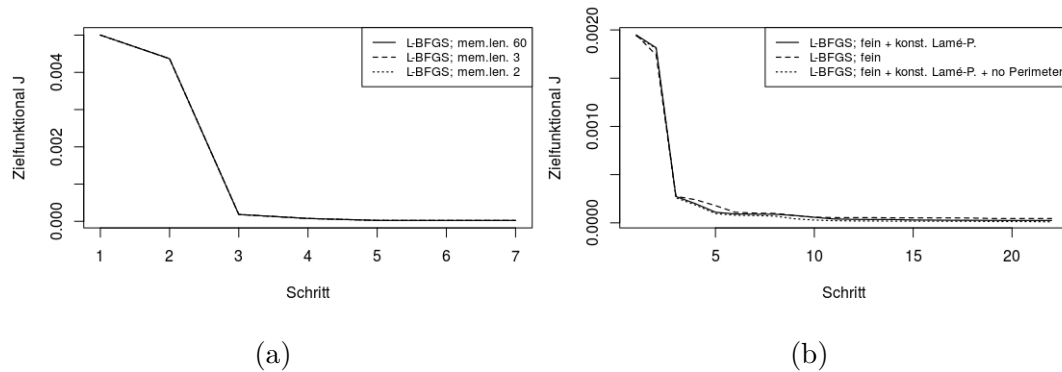 L-BFGS; mem.len. 60
L-BFGS; mem.len. 3
L-BFGS; mem.len. 2
Zielfunktional J
0.004
0.002
0.000
1 2 3 4 5 6 7
Schritt
(a)
L-BFGS; fein + konst. Lamé-P.
L-BFGS; fein
L-BFGS; fein + konst. Lamé-P. + no Perimeter
Zielfunktional J
0.0020
0.0010
0.0000
5 10 15 20
Schritt
(b)